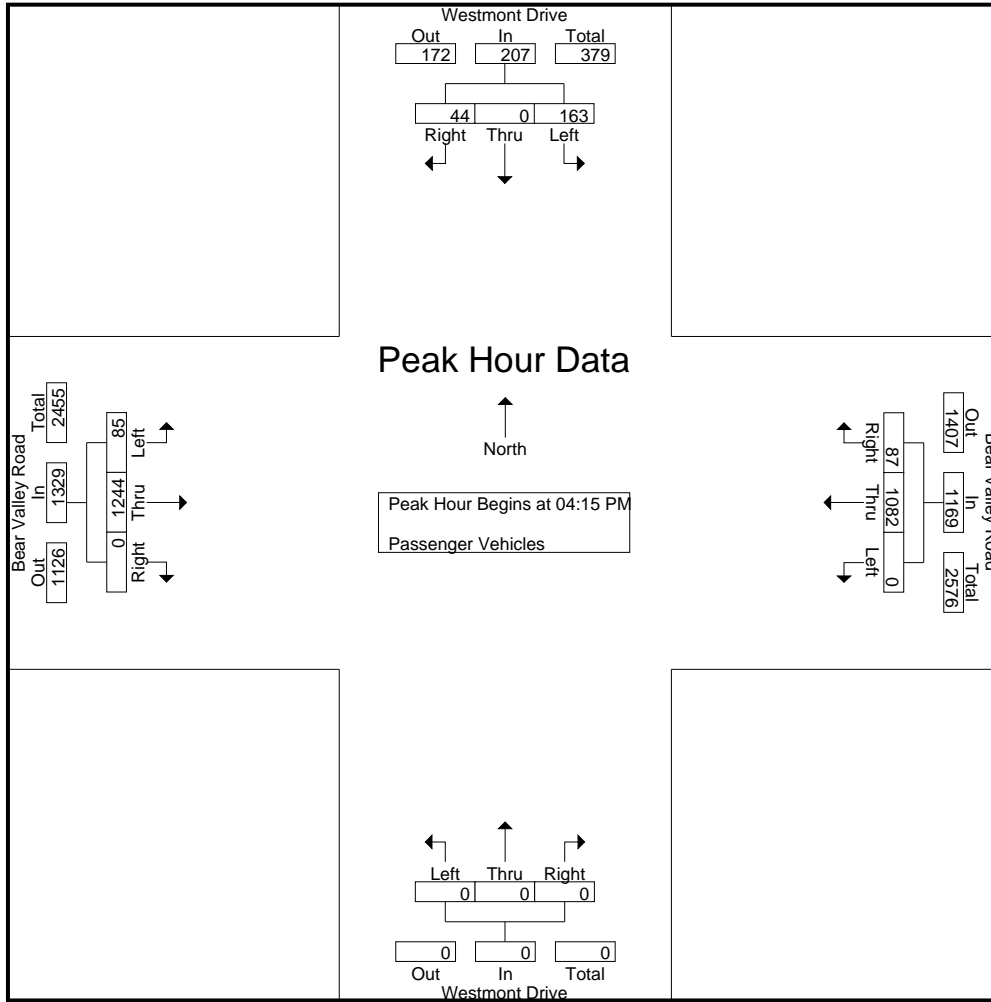 Westmont Drive
Out In Total
172 207 379
44 0 163
Right Thru Left
Peak Hour Data
North
Peak Hour Begins at 04:15 PM
Passenger Vehicles
Bear Valley Road
Out In Total
1126 1329 2455
0 1244 85
Right Thru Left
Bear Valley Road
Out In Total
1407 1169 2576
Right Thru Left
87 1082 0
Left Thru Right
0 0 0
0 0 0
Out In Total
Westmont Drive